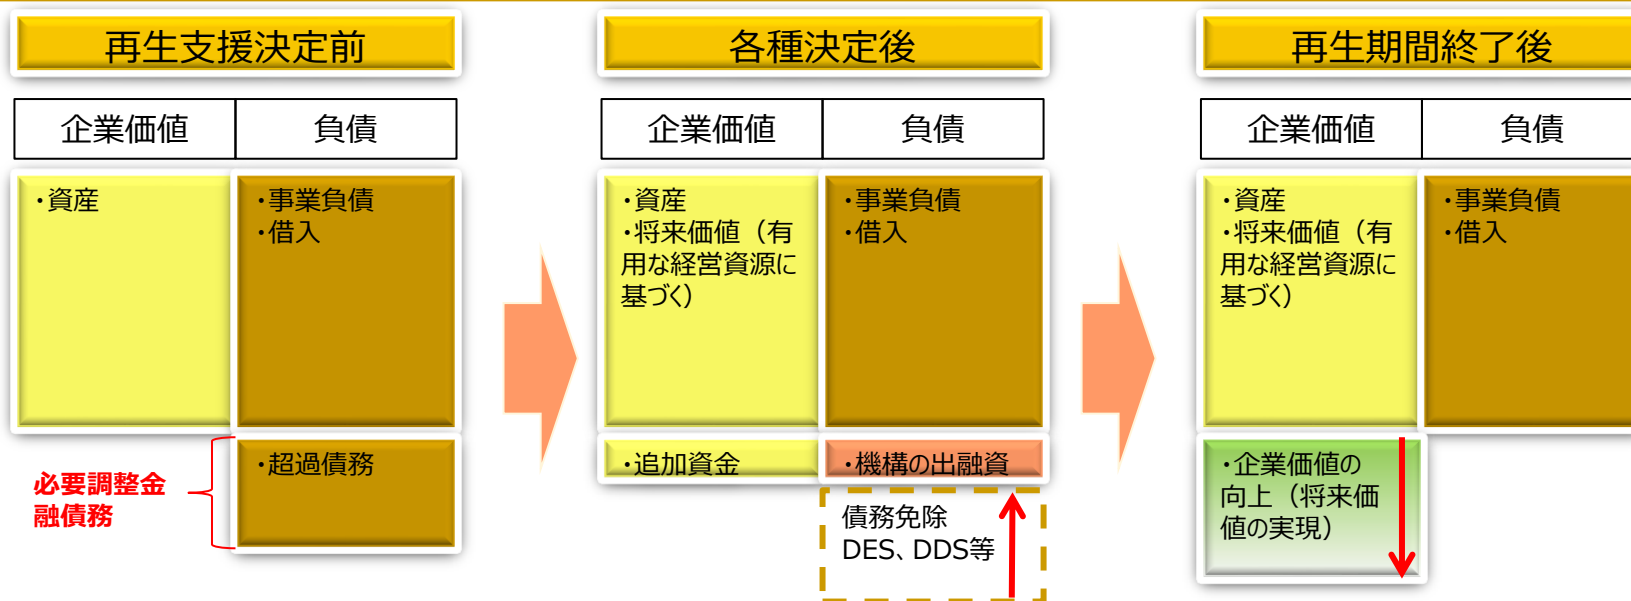 再生支援決定前
企業価値
負債
・資産
・事業負債
・借入
必要調整金
融債務
・超過債務
各種決定後
企業価値
負債
・資産
・将来価値（有
用な経営資源に
基づく）
・事業負債
・借入
・追加資金
・機構の出融資
債務免除
DES、DDS等
再生期間終了後
企業価値
負債
・資産
・将来価値（有
用な経営資源に
基づく）
・事業負債
・借入
・企業価値の
向上（将来価
値の実現）